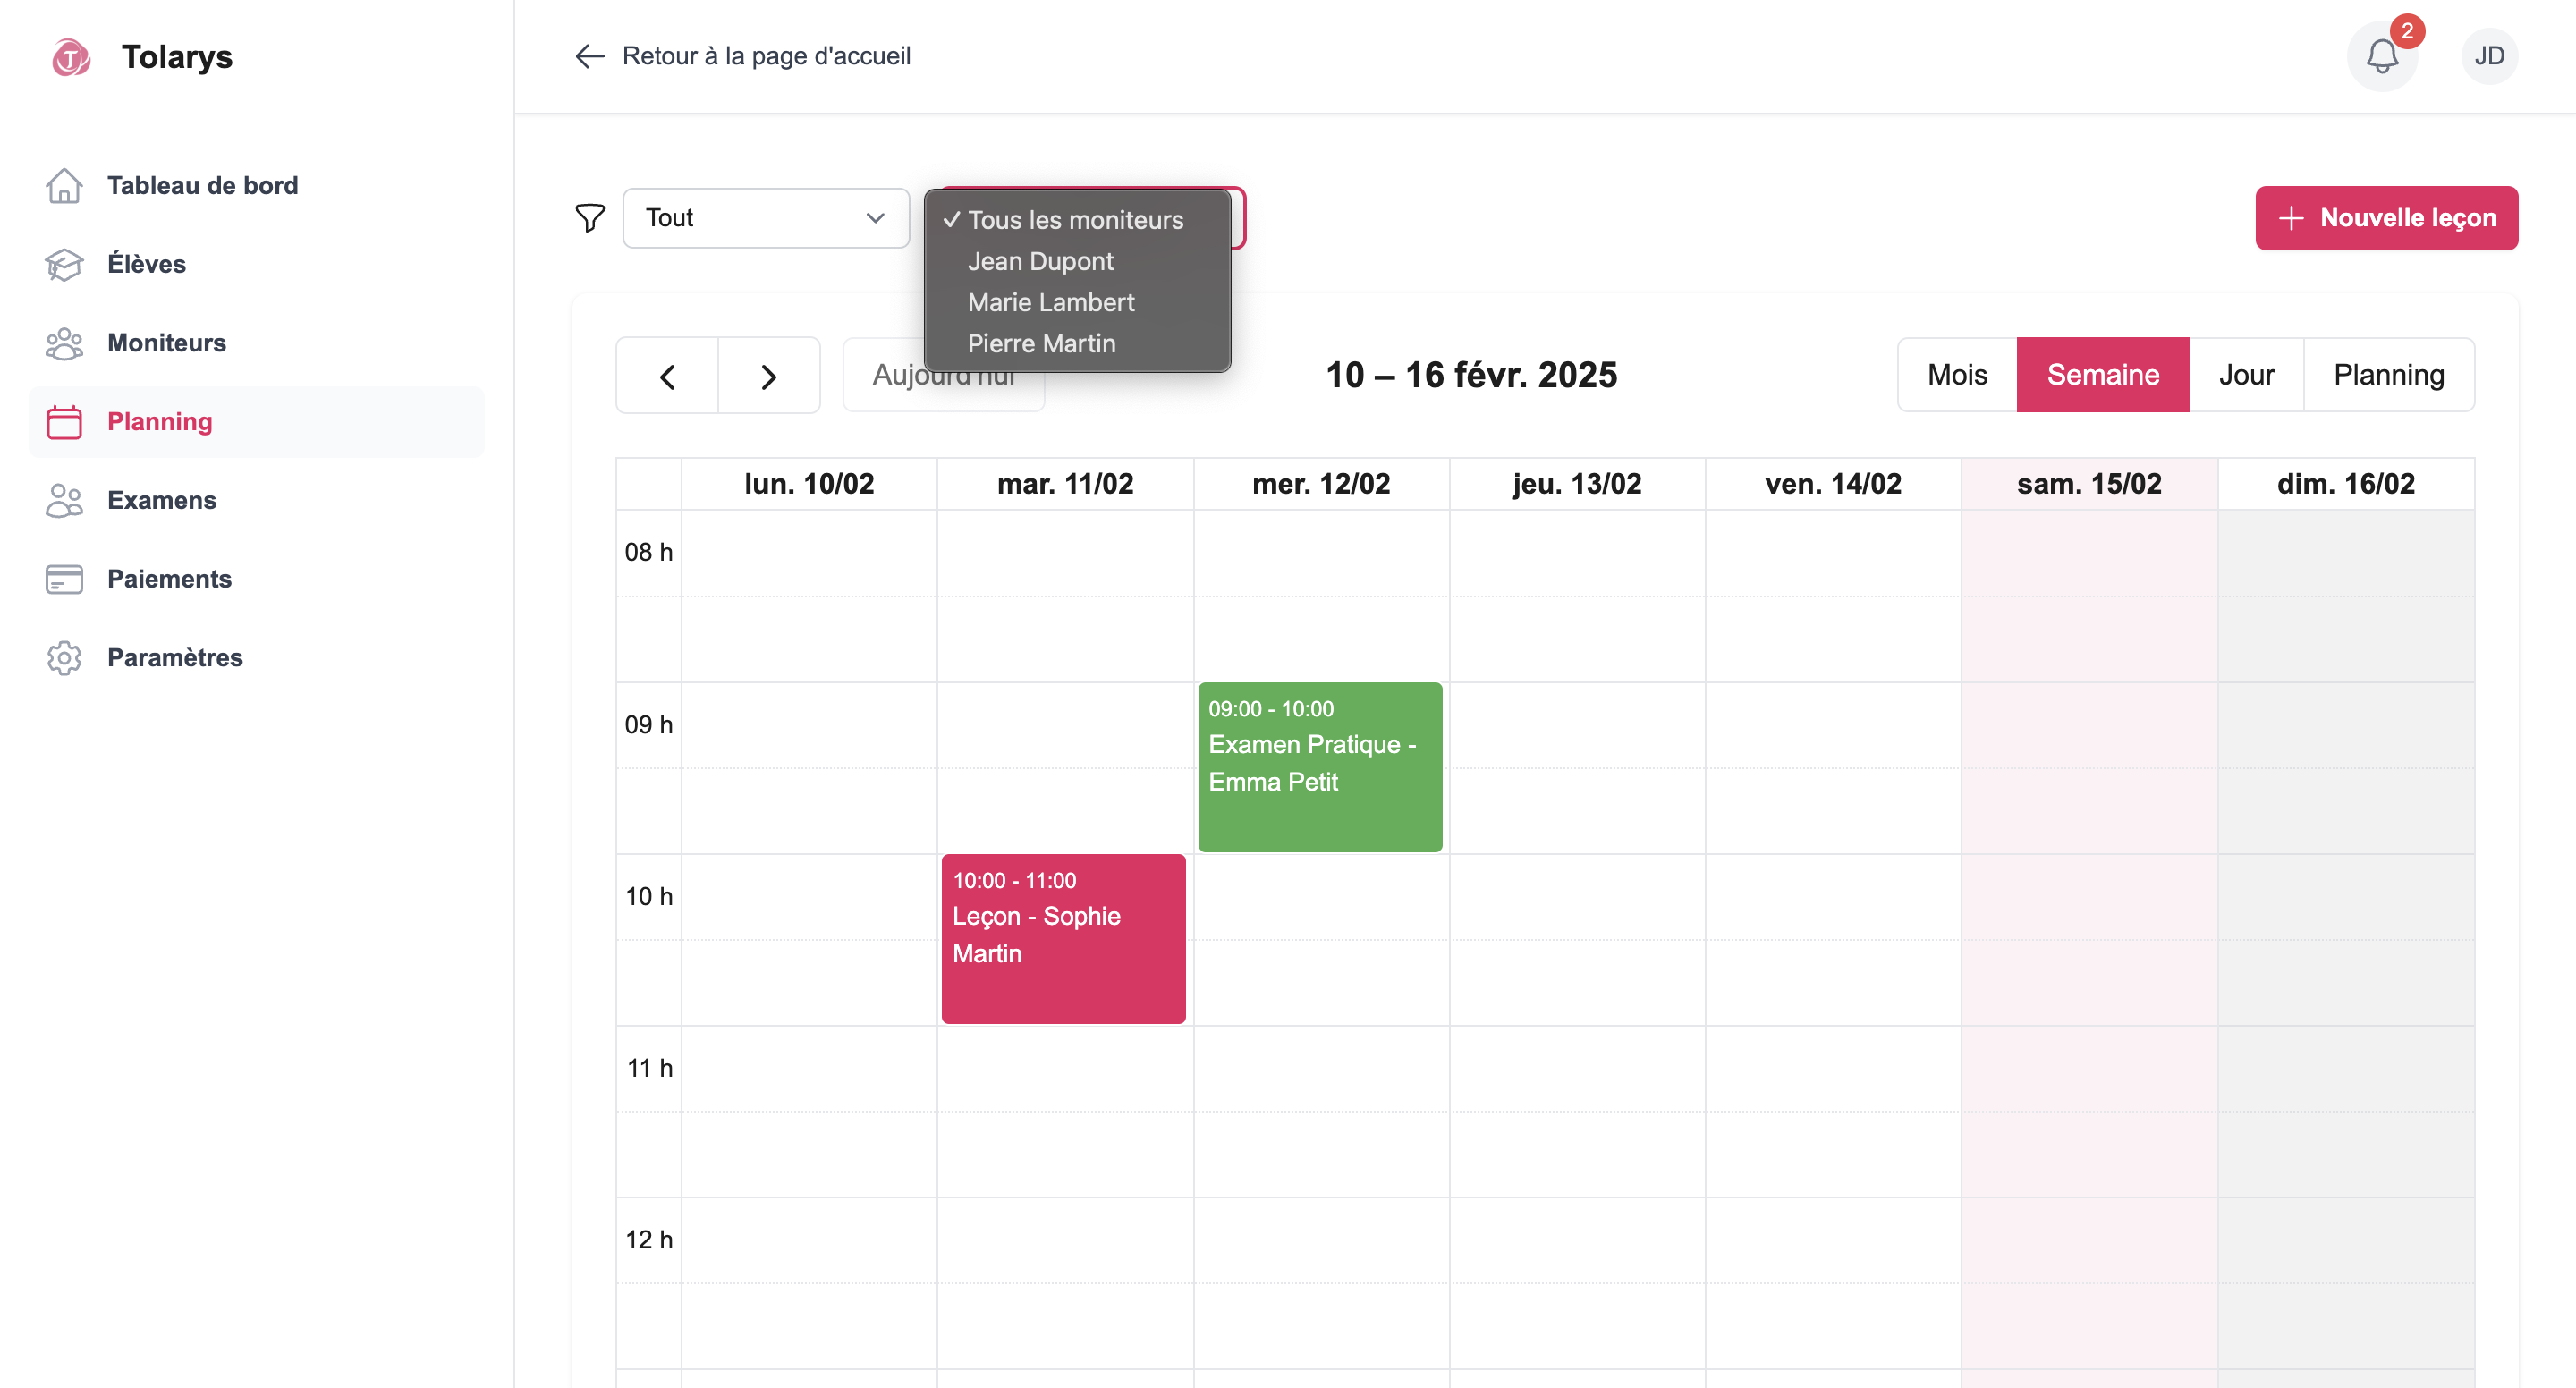 Tolarys
Tableau de bord
Élèves
Moniteurs
Planning
Examens
Paiements
Paramètres
Retour à la page d'accueil
2
JD
Tout
✓ Tous les moniteurs
Jean Dupont
Marie Lambert
Pierre Martin
Nouvelle leçon
Aujourd'hui
10 – 16 févr. 2025
Mois
Semaine
Jour
Planning
lun. 10/02
mar. 11/02
mer. 12/02
jeu. 13/02
ven. 14/02
sam. 15/02
dim. 16/02
08 h
09 h
09:00 - 10:00
Examen Pratique -
Emma Petit
10 h
10:00 - 11:00
Leçon - Sophie
Martin
11 h
12 h